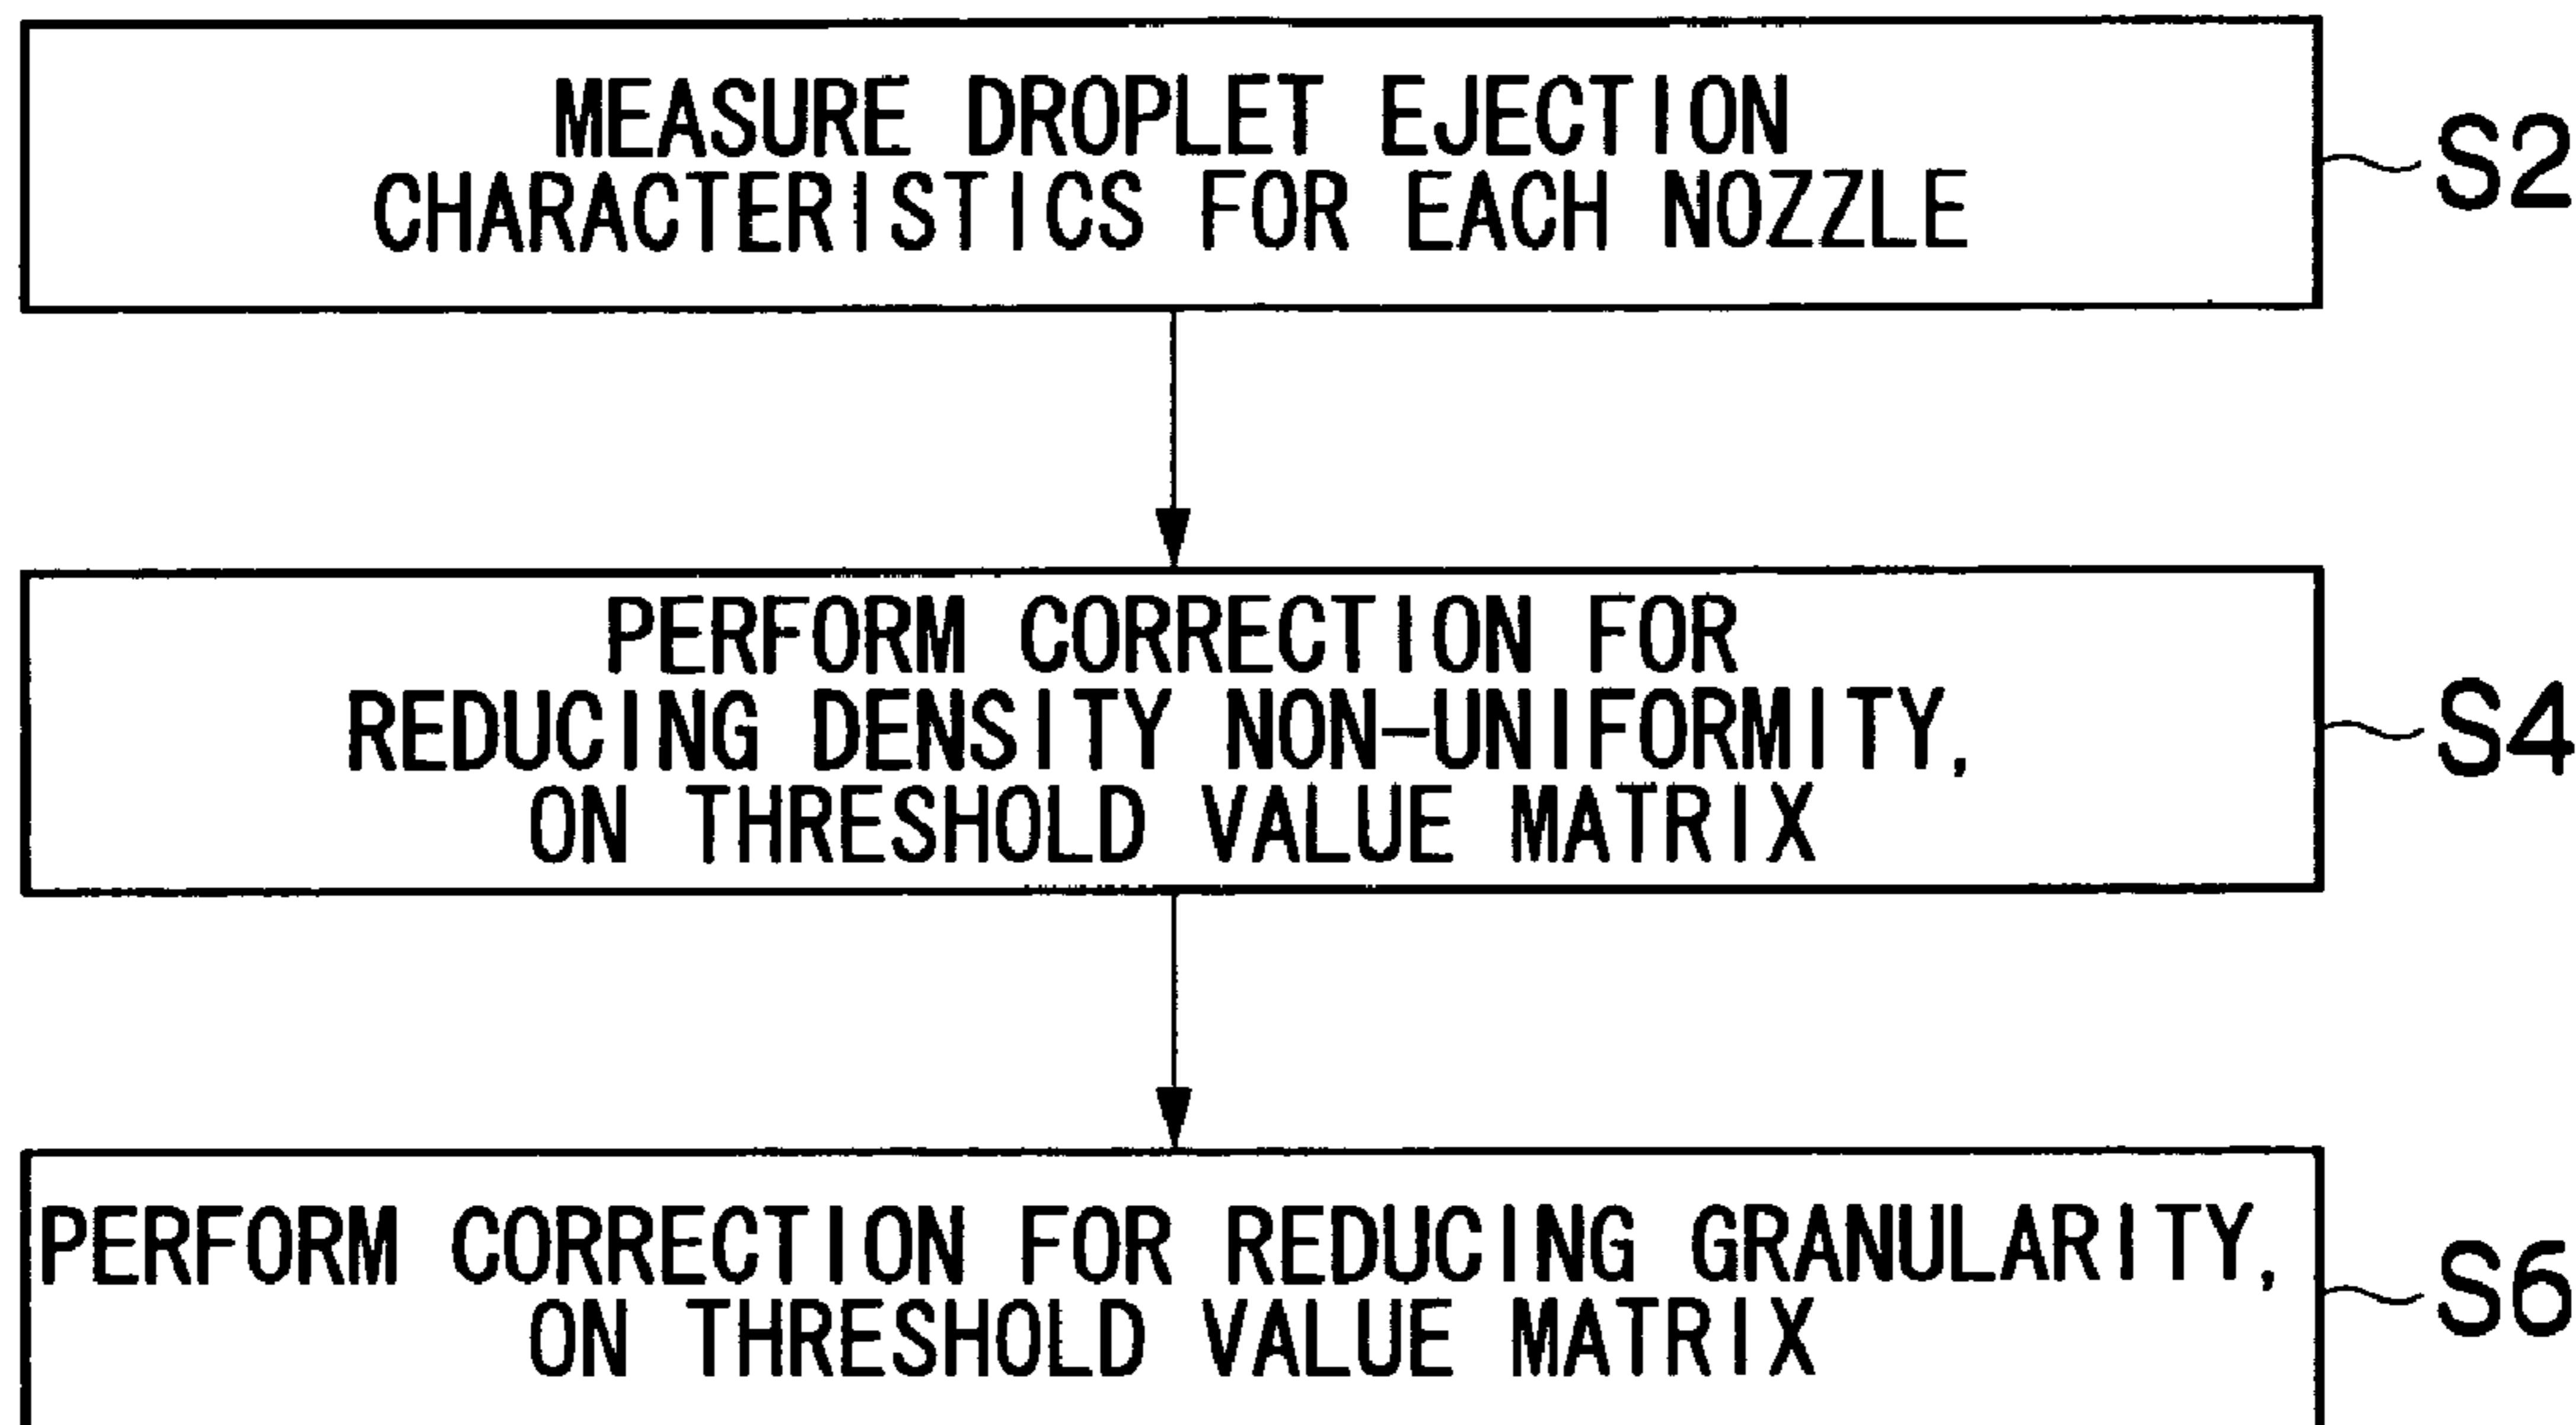 MEASURE DROPLET EJECTION
CHARACTERISTICS FOR EACH NOZZLE
S2
PERFORM CORRECTION FOR
REDUCING DENSITY NON-UNIFORMITY,
ON THRESHOLD VALUE MATRIX
S4
PERFORM CORRECTION FOR REDUCING GRANULARITY,
ON THRESHOLD VALUE MATRIX
S6